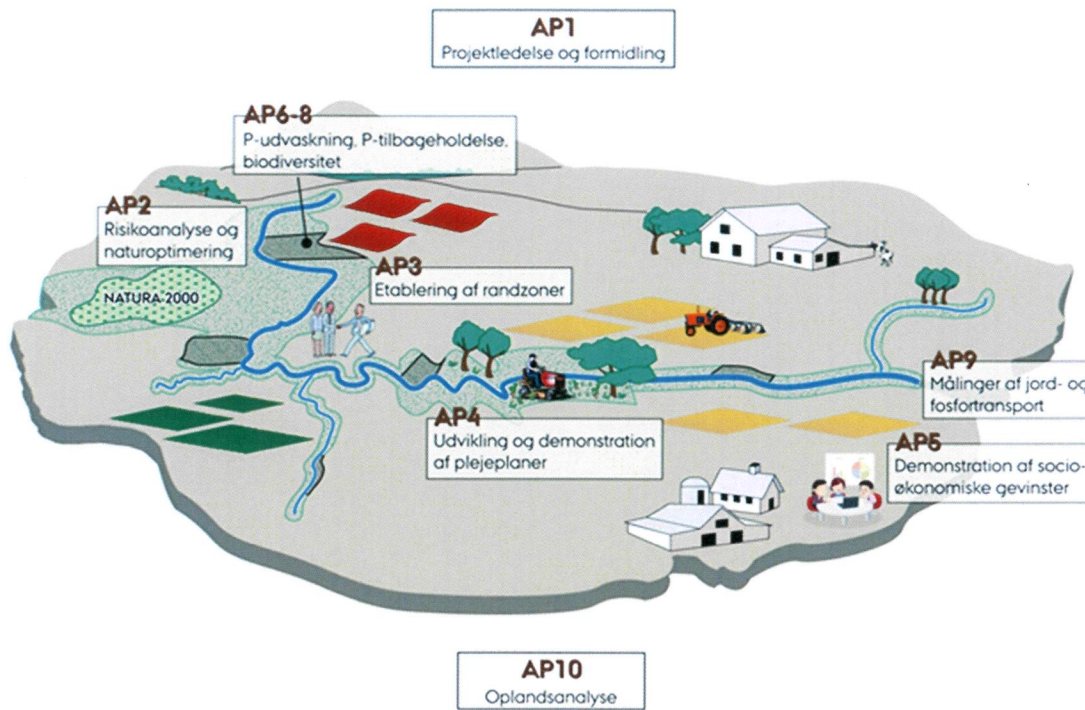 AP1
Projektledelse og formidling
AP6-8
P-udvaskning, P-tilbageholdelse,
biodiversitet
AP2
Risikoanalyse og
naturoptimering
AP3
Etablering af randzoner
NATURA-2000
AP9
Målinger af jord- og
fosfortransport
AP4
Udvikling og demonstration
af plejeplaner
AP5
Demonstration af socio-
økonomiske gevinster
AP10
Oplandsanalyse